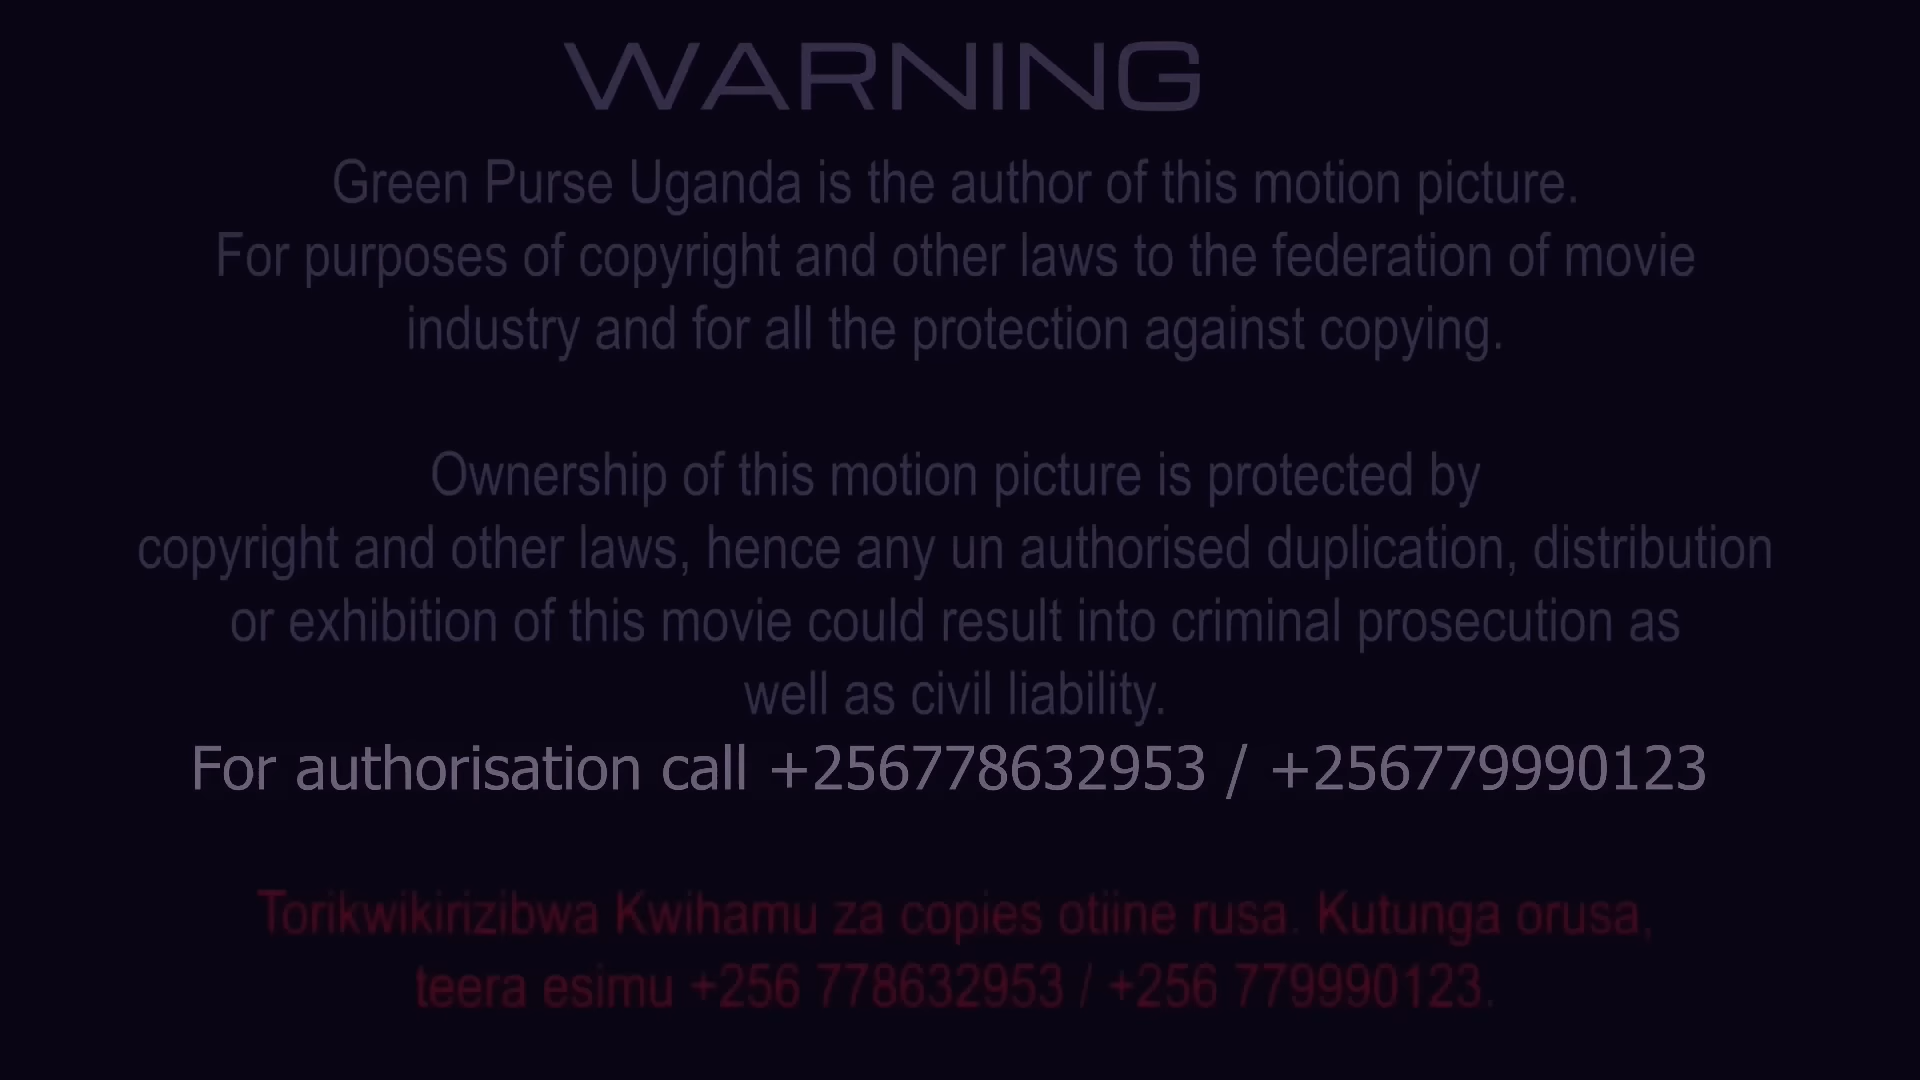 WARNING
Green Purse Uganda is the author of this motion picture.
For purposes of copyright and other laws to the federation of movie
industry and for all the protection against copying.
Ownership of this motion picture is protected by
copyright and other laws, hence any un authorised duplication, distribution
or exhibition of this movie could result into criminal prosecution as
well as civil liability.
For authorisation call +256778632953 / +256779990123
Torikwikirizibwa Kwihamu za copies otiine rusa. Kutunga orusa,
teera esimu +256 778632953 / +256 779990123.